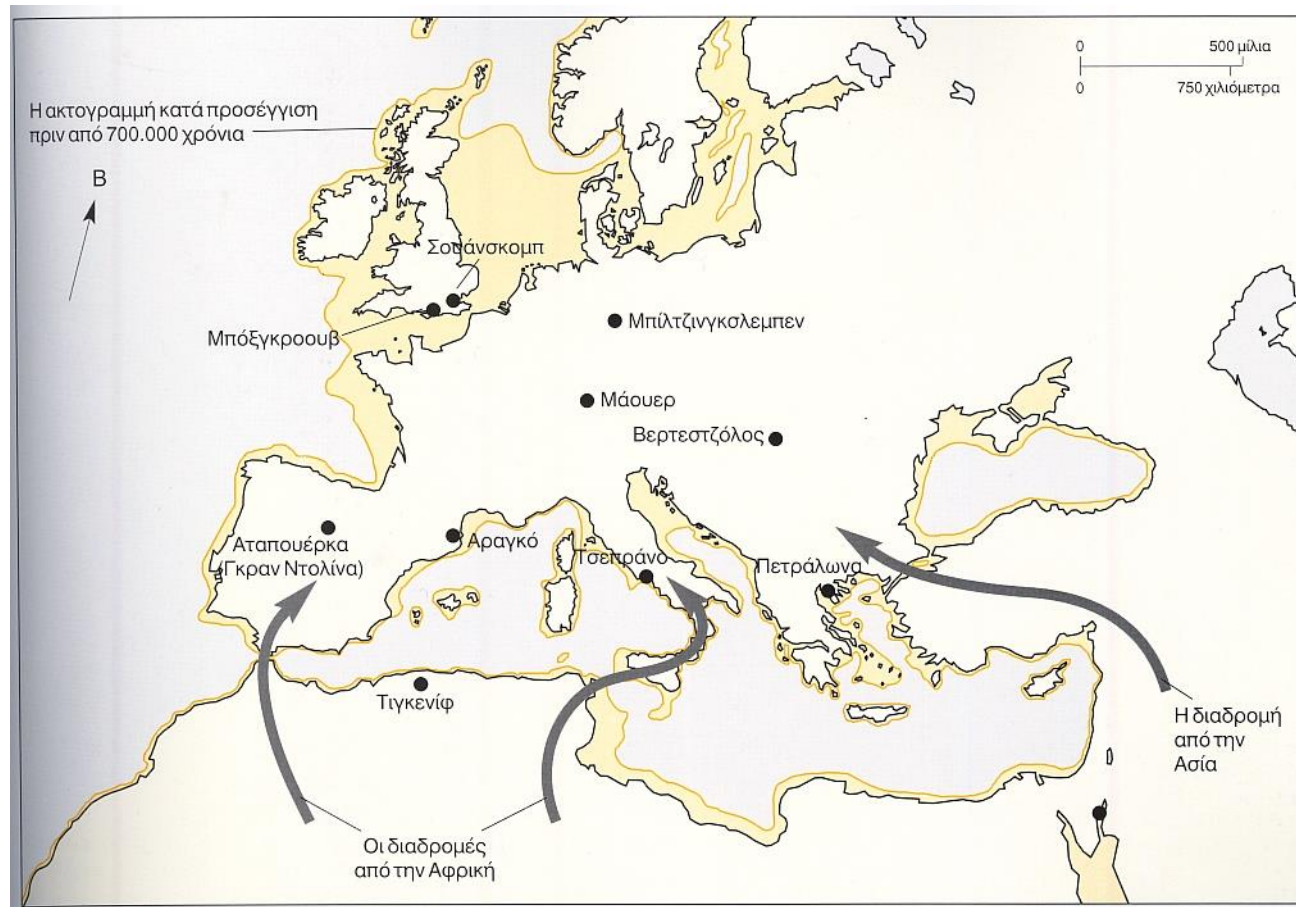 0 500 μίλια
0 750 χιλιόμετρα
Η ακτογραμμή κατά προσέγγιση
πριν από 700.000 χρόνια
Β
Σουάνσκομπ
Μπόξγκροουβ
Μπίλτζινγκσλεμπεν
Μάουερ
Βερτεστζόλος
Αταπουέρκα
(Γκραν Ντολίνα)
Αραγκό
Τσεπράνο
Πετράλωνα
Τιγκενίφ
Η διαδρομή
από την
Ασία
Οι διαδρομές
από την Αφρική